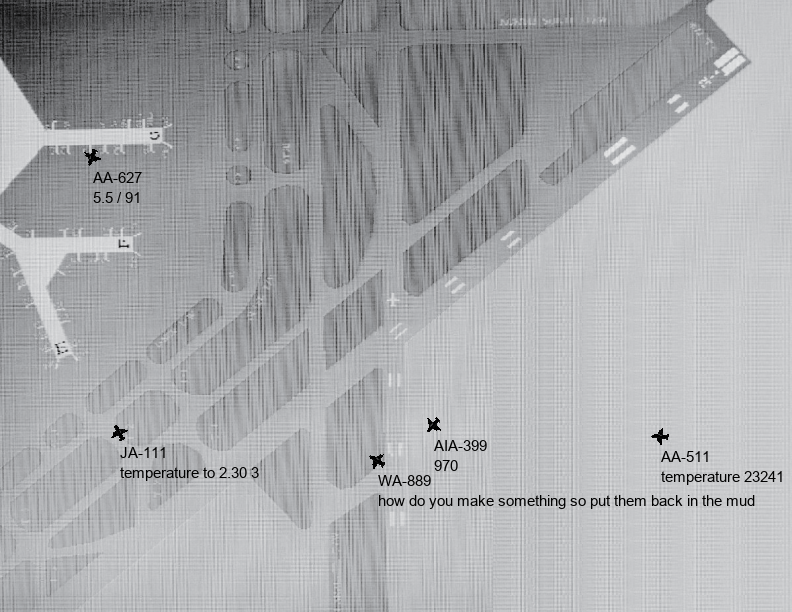 G
AA-627
5.5 / 91
F
E
JA-111
temperature to 2.30 3
AIA-399
970
WA-889
how do you make something so put them back in the mud
AA-511
temperature 23241